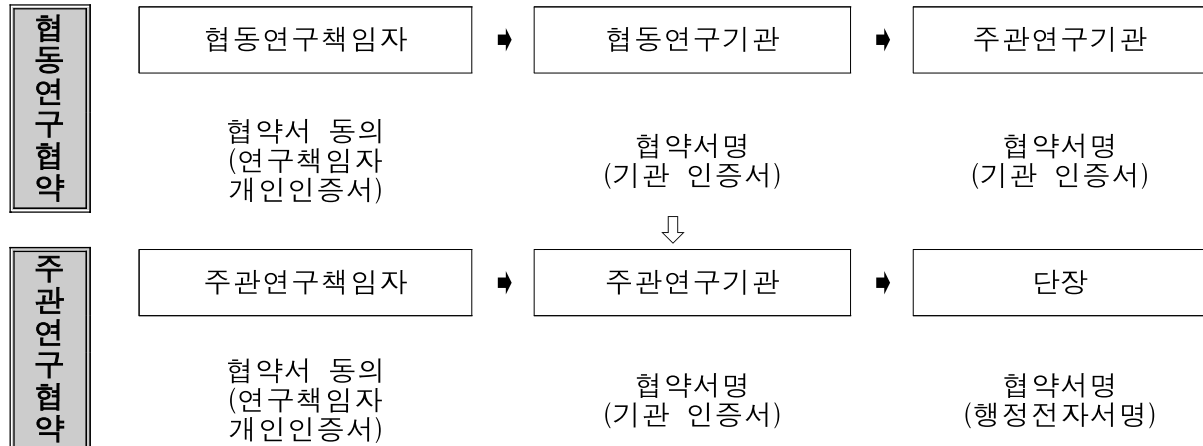 협동연구협약
협동연구책임자 ➡ 협동연구기관 ➡ 주관연구기관
협약서 동의
(연구책임자
개인인증서)
협약서명
(기관 인증서)
협약서명
(기관 인증서)
⇩
주관연구협약
주관연구책임자 ➡ 주관연구기관 ➡ 단장
협약서 동의
(연구책임자
개인인증서)
협약서명
(기관 인증서)
협약서명
(행정전자서명)